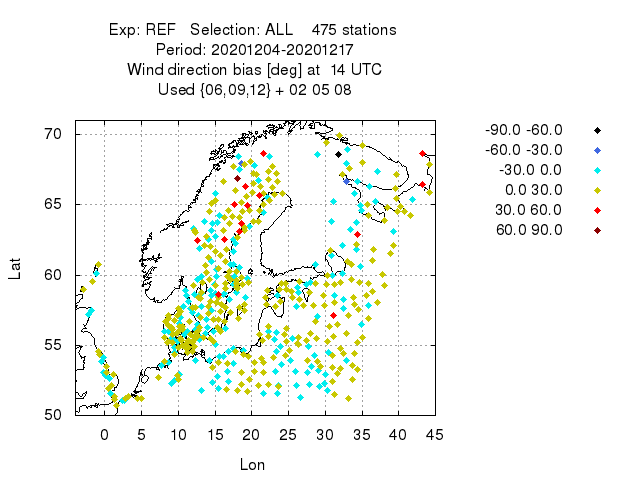 Exp: REF   Selection: ALL    475 stations
Period: 20201204-20201217
Wind direction bias [deg] at  14 UTC
Used {06,09,12} + 02 05 08
-90.0 -60.0
-60.0 -30.0
-30.0 0.0
0.0 30.0
30.0 60.0
60.0 90.0
70
65
60
55
50
Lat
0 5 10 15 20 25 30 35 40 45
Lon